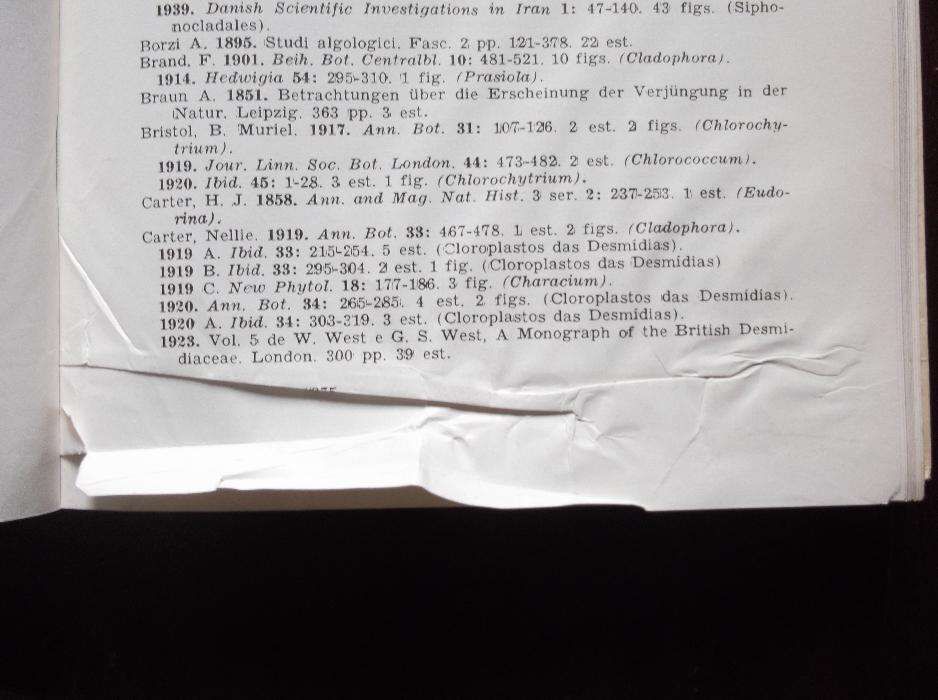 1939. Danish Scientific Investigations in Iran 1: 47-140. 43 figs. (Sipho-
nocladales).
Borzi A. 1895. Studi algologici. Fasc. 2 pp. 121-378. 22 est.
Brand, F. 1901. Beih. Bot. Centralbl. 10: 481-521. 10 figs. (Cladophora).
1914. Hedwigia 54: 295-310. 1 fig. (Prasiola).
Braun A. 1851. Betrachtungen über die Erscheinung der Verjüngung in der
Natur. Leipzig. 363 pp. 3 est.
Bristol, B. Muriel. 1917. Ann. Bot. 31: 107-126. 2 est. 2 figs. (Chlorochy-
trium).
1919. Jour. Linn. Soc. Bot. London. 44: 473-482. 2 est. (Chlorococcum).
1920. Ibid. 45: 1-28. 3 est. 1 fig. (Chlorochytrium).
Carter, H. J. 1858. Ann. and Mag. Nat. Hist. 3 ser. 2: 237-253. 1 est. (Eudo-
rina).
Carter, Nellie. 1919. Ann. Bot. 33: 467-478. 1 est. 2 figs. (Cladophora).
1919 A. Ibid. 33: 215-254. 5 est. (Cloroplastos das Desmídias).
1919 B. Ibid. 33: 295-304. 2 est. 1 fig. (Cloroplastos das Desmídias)
1919 C. New Phytol. 18: 177-186. 3 fig. (Characium).
1920. Ann. Bot. 34: 265-285. 4 est. 2 figs. (Cloroplastos das Desmídias).
1920 A. Ibid. 34: 303-319. 3 est. (Cloroplastos das Desmídias).
1923. Vol. 5 de W. West e G. S. West, A Monograph of the British Desmi-
diaceae. London. 300 pp. 39 est.